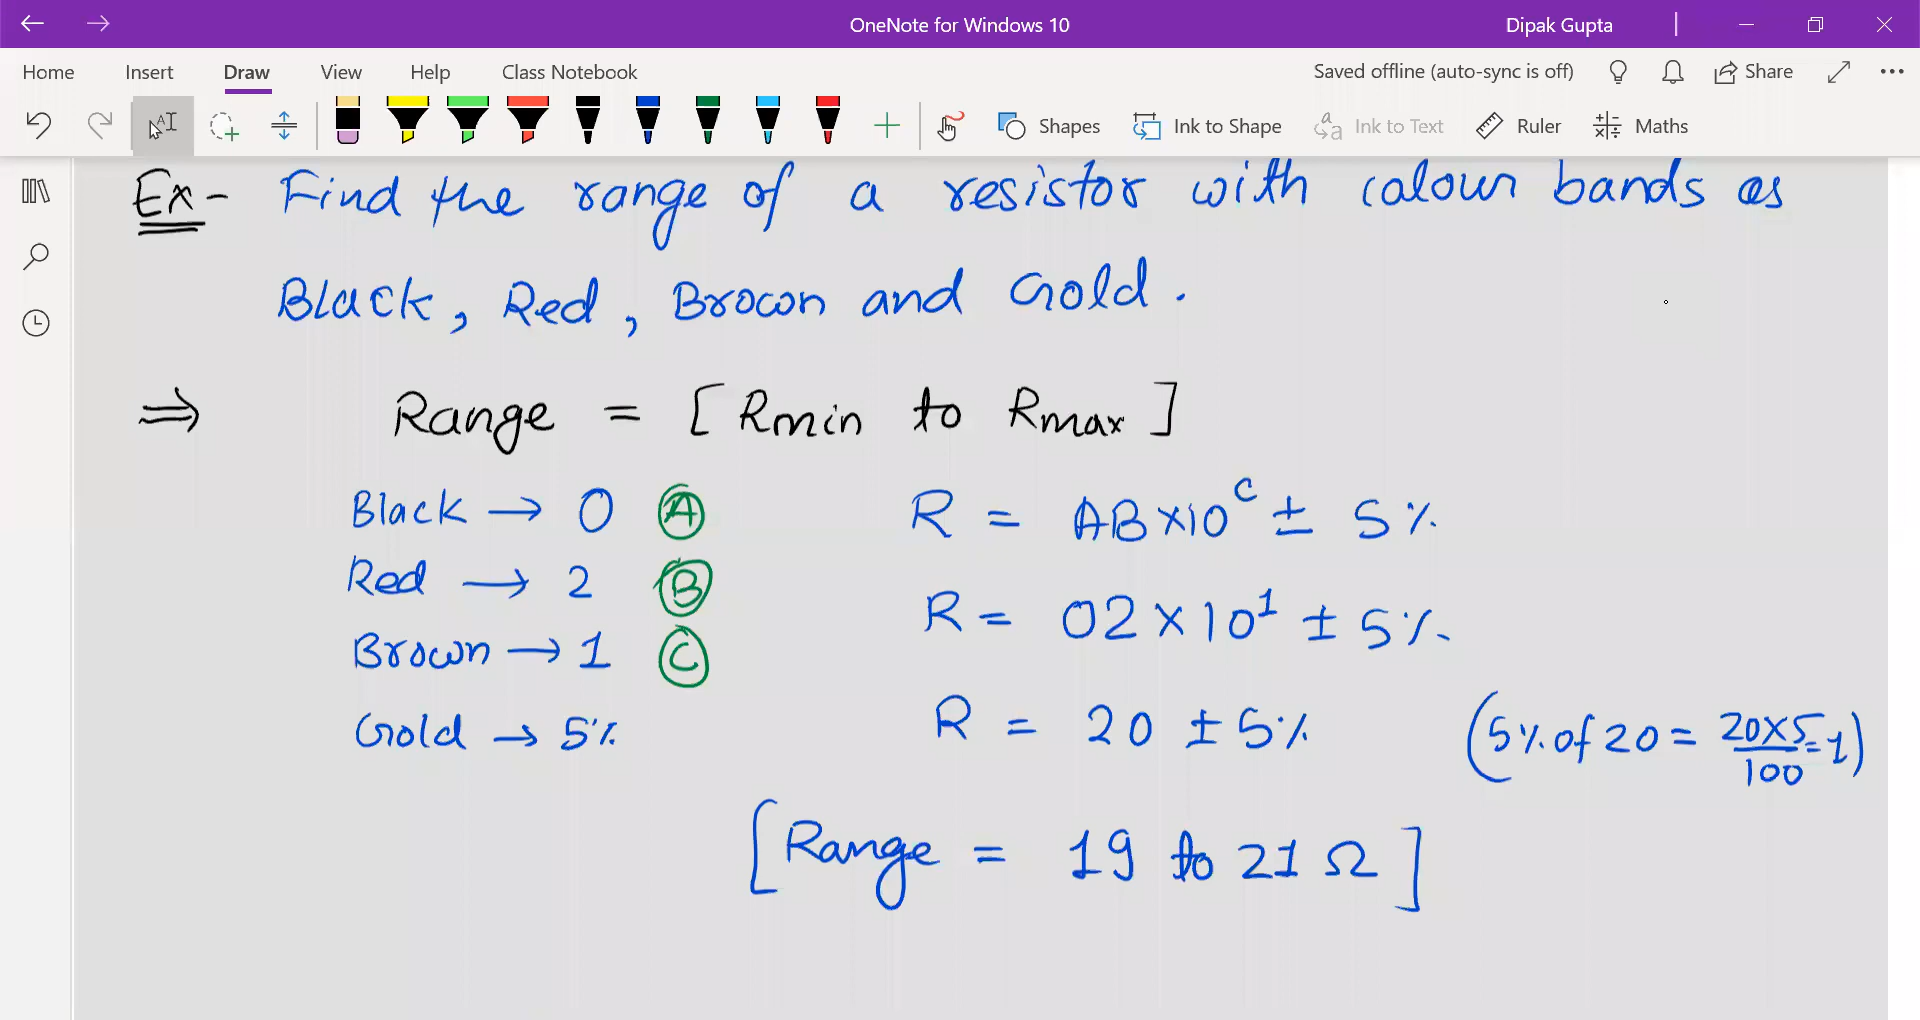 OneNote for Windows 10
Dipak Gupta
Home Insert Draw View Help Class Notebook
Saved offline (auto-sync is off) Share
Shapes Ink to Shape Ink to Text Ruler Maths
Ex- Find the range of a resistor with colour bands as
Black, Red, Brown and Gold.
⇒ Range = [Rmin to Rmax]
Black → 0 Ⓐ R = AB×10^C ± 5%
Red → 2 Ⓑ R = 02×10^1 ± 5%
Brown → 1 Ⓒ
Gold → 5% R = 20 ± 5% (5% of 20 = 20×5/100 = 1)
[Range = 19 to 21 Ω]